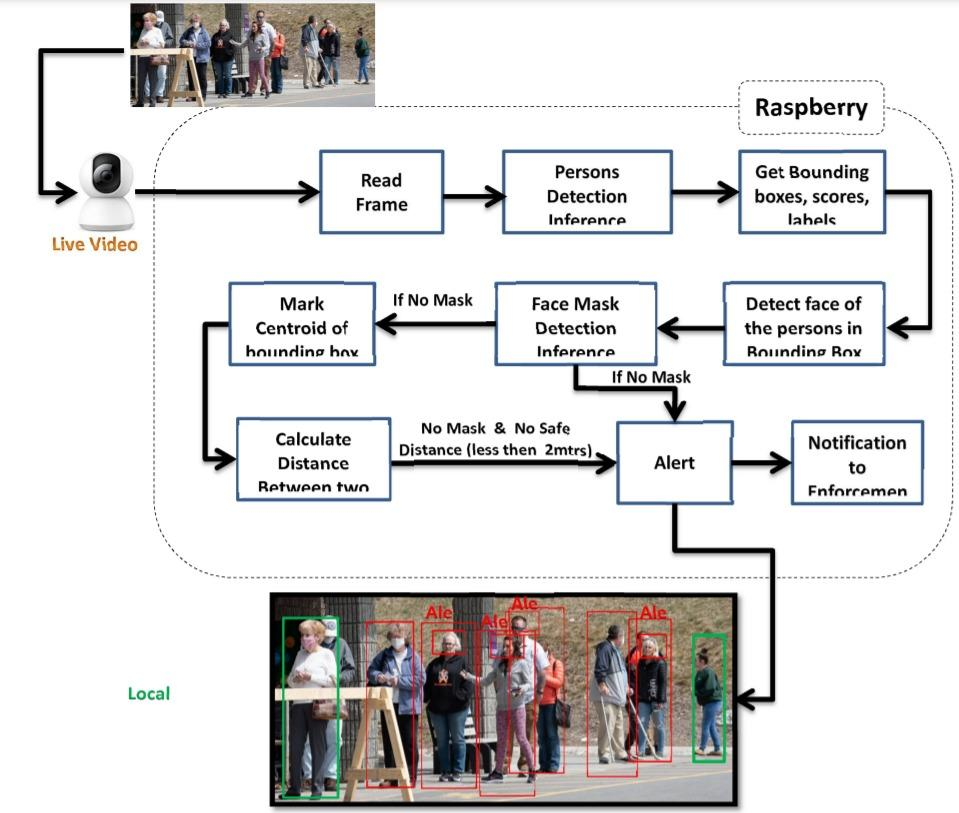 Raspberry
Read
Frame
Persons
Detection
Inference
Get Bounding
boxes, scores,
labels
Live Video
Mark
Centroid of
bounding box
If No Mask
Face Mask
Detection
Inference
Detect face of
the persons in
Bounding Box
If No Mask
Calculate
Distance
Between two
No Mask & No Safe
Distance (less then 2mtrs)
Alert
Notification
to
Enforcemen
Ale
Ale
Ale
Ale
Local